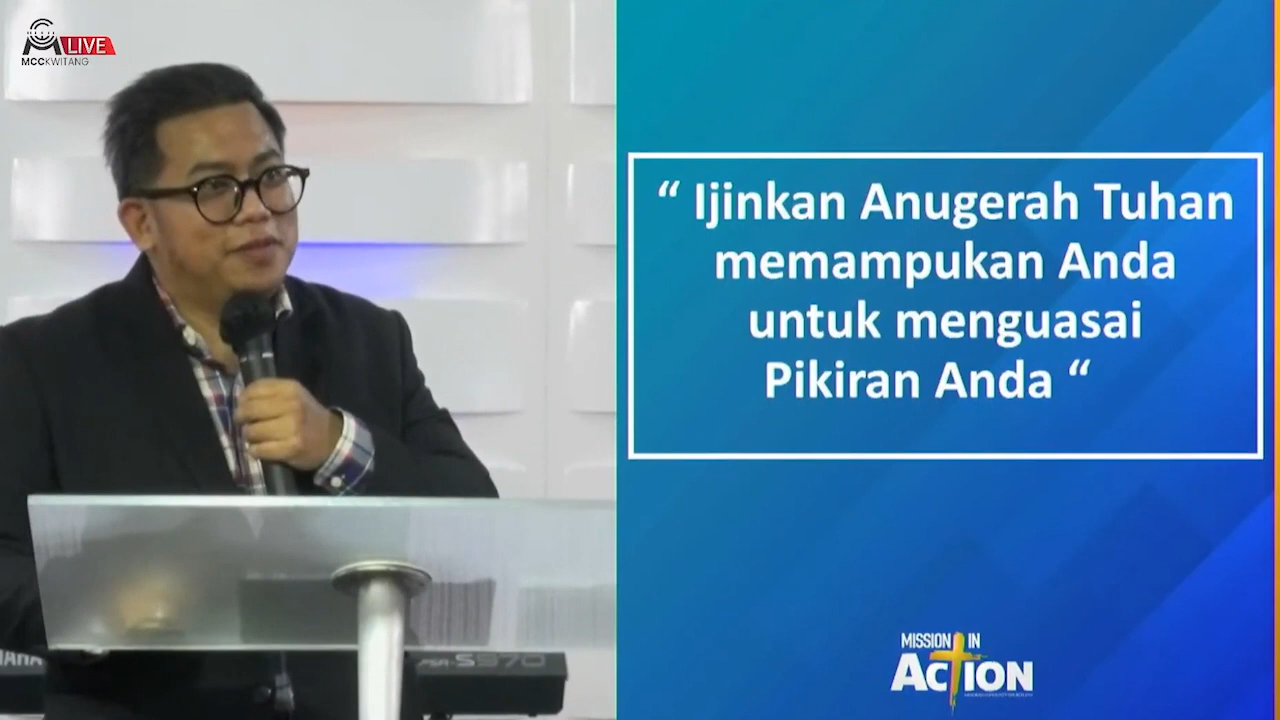 LIVE
MCCKWITANG
“ Ijinkan Anugerah Tuhan
memampukan Anda
untuk menguasai
Pikiran Anda “
MISSION IN
ACTION
PSR-S970